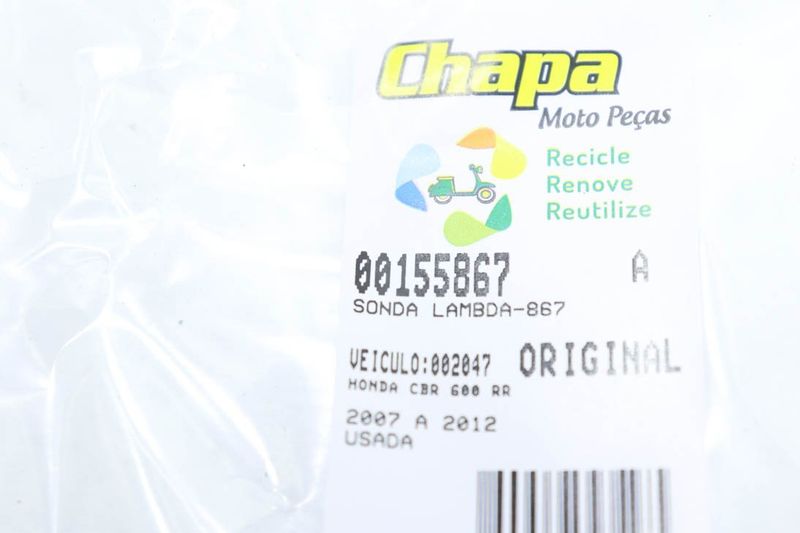 Chapa
Moto Peças
Recicle
Renove
Reutilize
00155867 A
SONDA LAMBDA-867
VEICULO:002047 ORIGINAL
HONDA CBR 600 RR
2007 A 2012
USADA